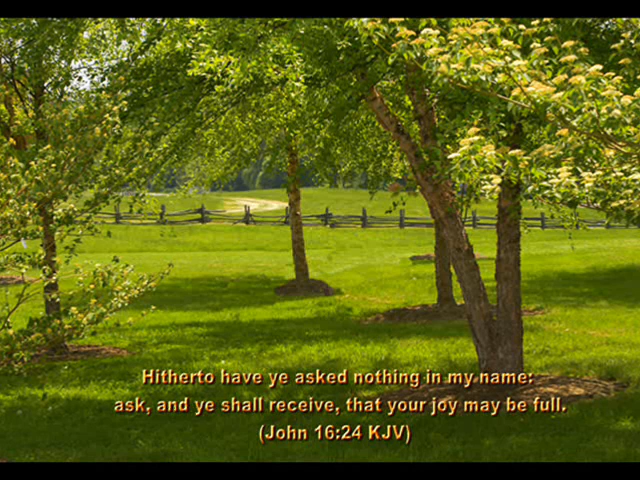 Hitherto have ye asked nothing in my name:
ask, and ye shall receive, that your joy may be full.
(John 16:24 KJV)